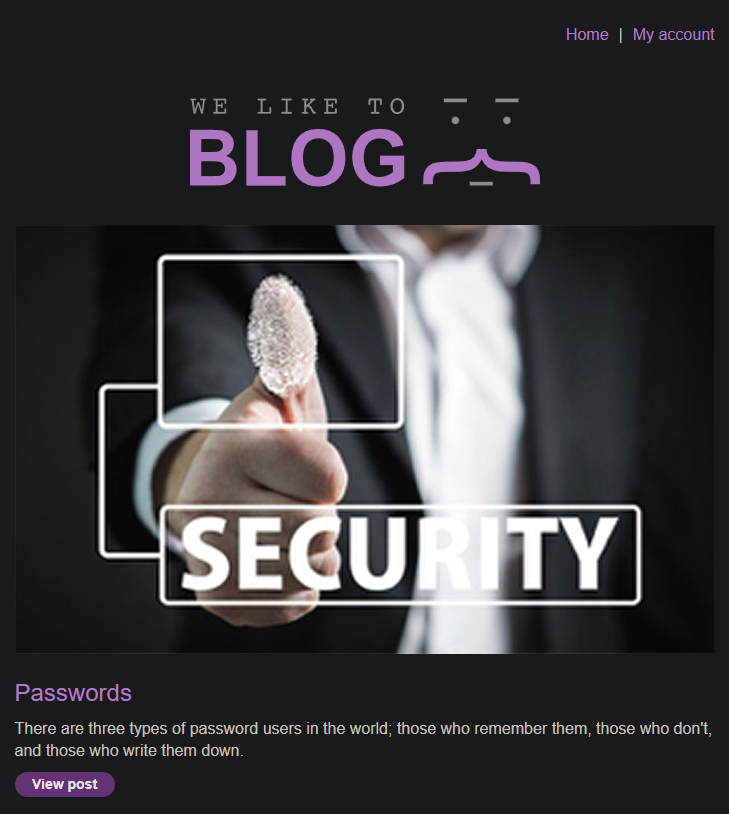 Home | My account
WE LIKE TO
BLOG
SECURITY
Passwords
There are three types of password users in the world; those who remember them, those who don't,
and those who write them down.
View post